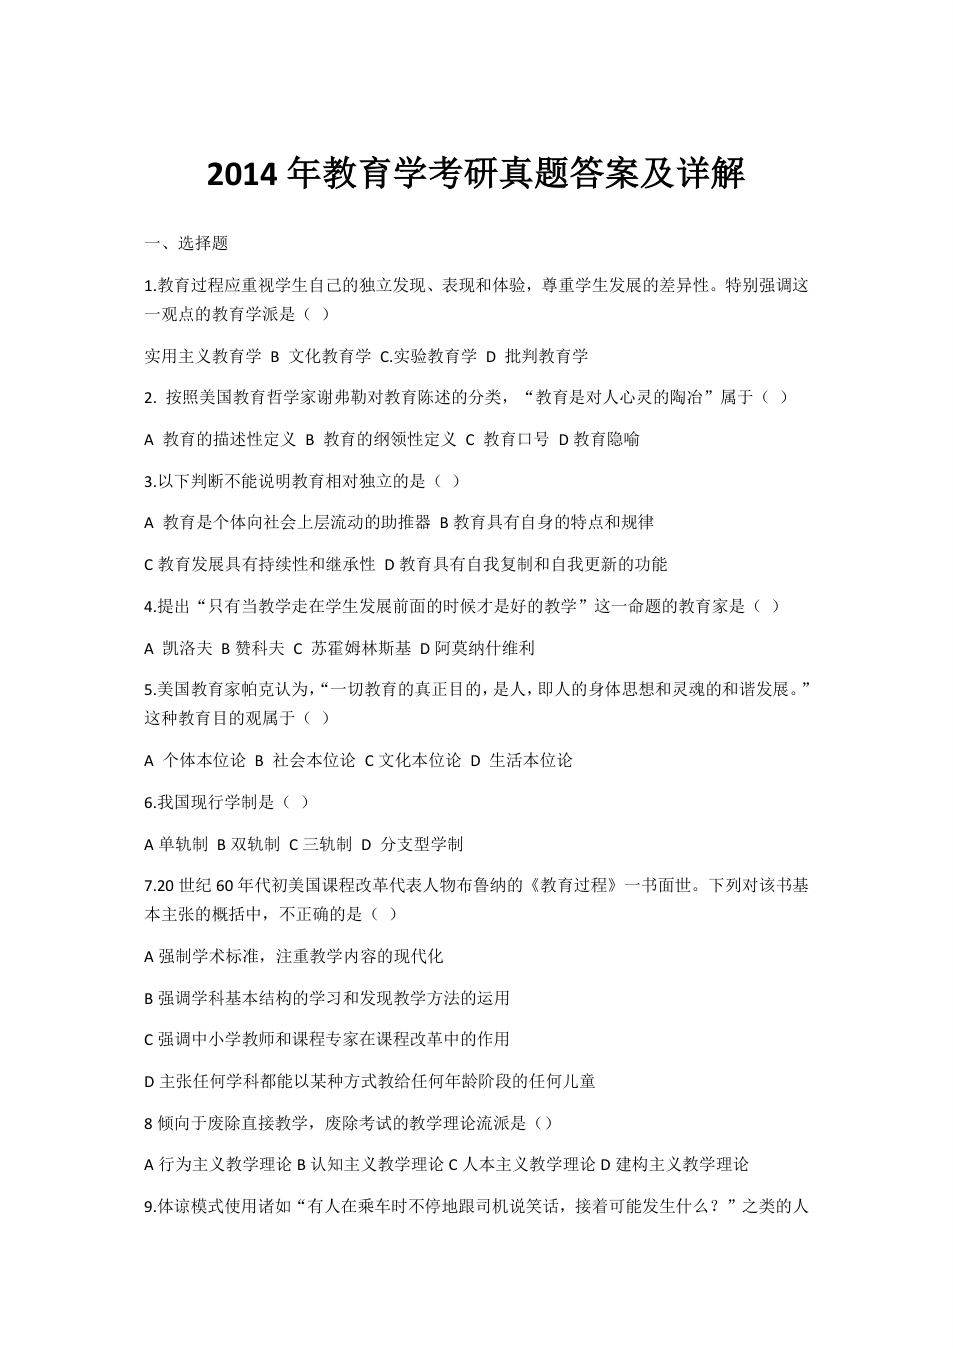 2014 年教育学考研真题答案及详解
一、选择题
1.教育过程应重视学生自己的独立发现、表现和体验，尊重学生发展的差异性。特别强调这
一观点的教育学派是（ ）
实用主义教育学 B 文化教育学 C.实验教育学 D 批判教育学
2. 按照美国教育哲学家谢弗勒对教育陈述的分类，“教育是对人心灵的陶冶”属于（ ）
A 教育的描述性定义 B 教育的纲领性定义 C 教育口号 D 教育隐喻
3.以下判断不能说明教育相对独立的是（ ）
A 教育是个体向社会上层流动的助推器 B 教育具有自身的特点和规律
C 教育发展具有持续性和继承性 D 教育具有自我复制和自我更新的功能
4.提出“只有当教学走在学生发展前面的时候才是好的教学”这一命题的教育家是（ ）
A 凯洛夫 B 赞科夫 C 苏霍姆林斯基 D 阿莫纳什维利
5.美国教育家帕克认为，“一切教育的真正目的，是人，即人的身体思想和灵魂的和谐发展。”
这种教育目的观属于（ ）
A 个体本位论 B 社会本位论 C 文化本位论 D 生活本位论
6.我国现行学制是（ ）
A 单轨制 B 双轨制 C 三轨制 D 分支型学制
7.20 世纪 60 年代初美国课程改革代表人物布鲁纳的《教育过程》一书面世。下列对该书基
本主张的概括中，不正确的是（ ）
A 强制学术标准，注重教学内容的现代化
B 强调学科基本结构的学习和发现教学方法的运用
C 强调中小学教师和课程专家在课程改革中的作用
D 主张任何学科都能以某种方式教给任何年龄阶段的任何儿童
8 倾向于废除直接教学，废除考试的教学理论流派是（）
A 行为主义教学理论 B 认知主义教学理论 C 人本主义教学理论 D 建构主义教学理论
9.体谅模式使用诸如“有人在乘车时不停地跟司机说笑话，接着可能发生什么？”之类的人